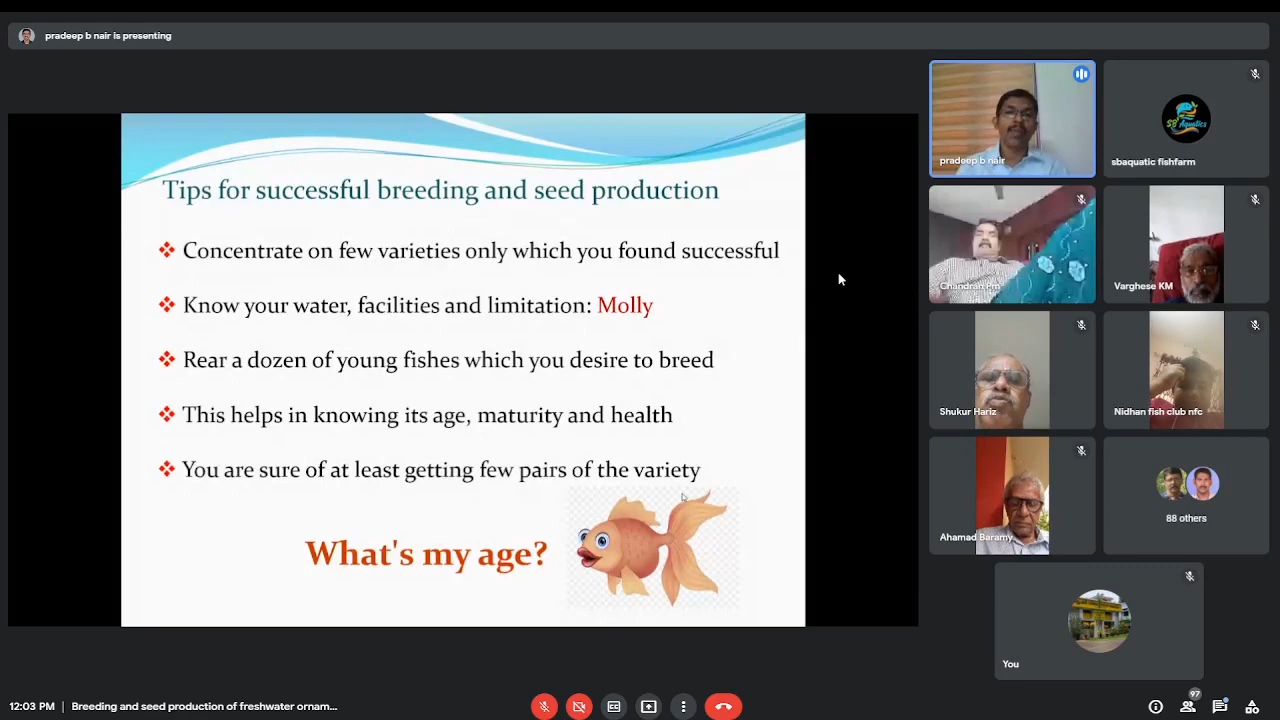 pradeep b nair is presenting
Tips for successful breeding and seed production
Concentrate on few varieties only which you found successful
Know your water, facilities and limitation: Molly
Rear a dozen of young fishes which you desire to breed
This helps in knowing its age, maturity and health
You are sure of at least getting few pairs of the variety
What's my age?
pradeep b nair
SB Aquatics
sbaquatic fishfarm
Chandran Pm
Varghese KM
Shukur Hariz
Nidhan fish club nfc
Ahamad Baramy
88 others
You
12:03 PM | Breeding and seed production of freshwater ornam...
97